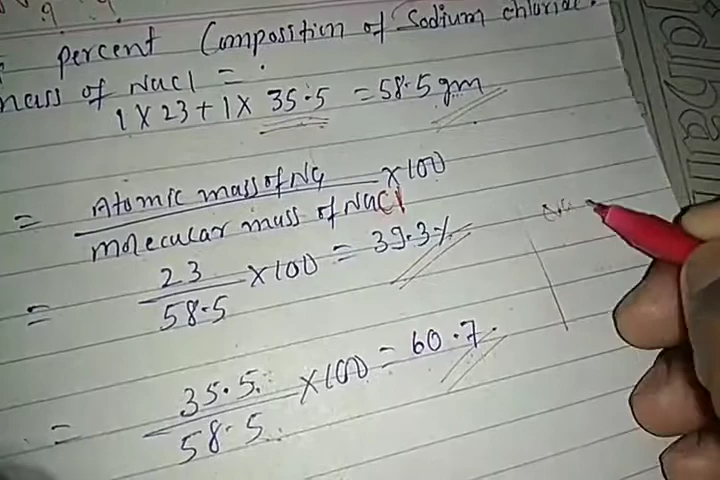 percent Composition of Sodium chloride.
mass of NaCl =
1 X 23 + 1 X 35.5 = 58.5 gm
= Atomic mass of Na / molecular mass of NaCl X 100
= 23 / 58.5 X 100 = 39.3%
= 35.5 / 58.5 X 100 = 60.7.